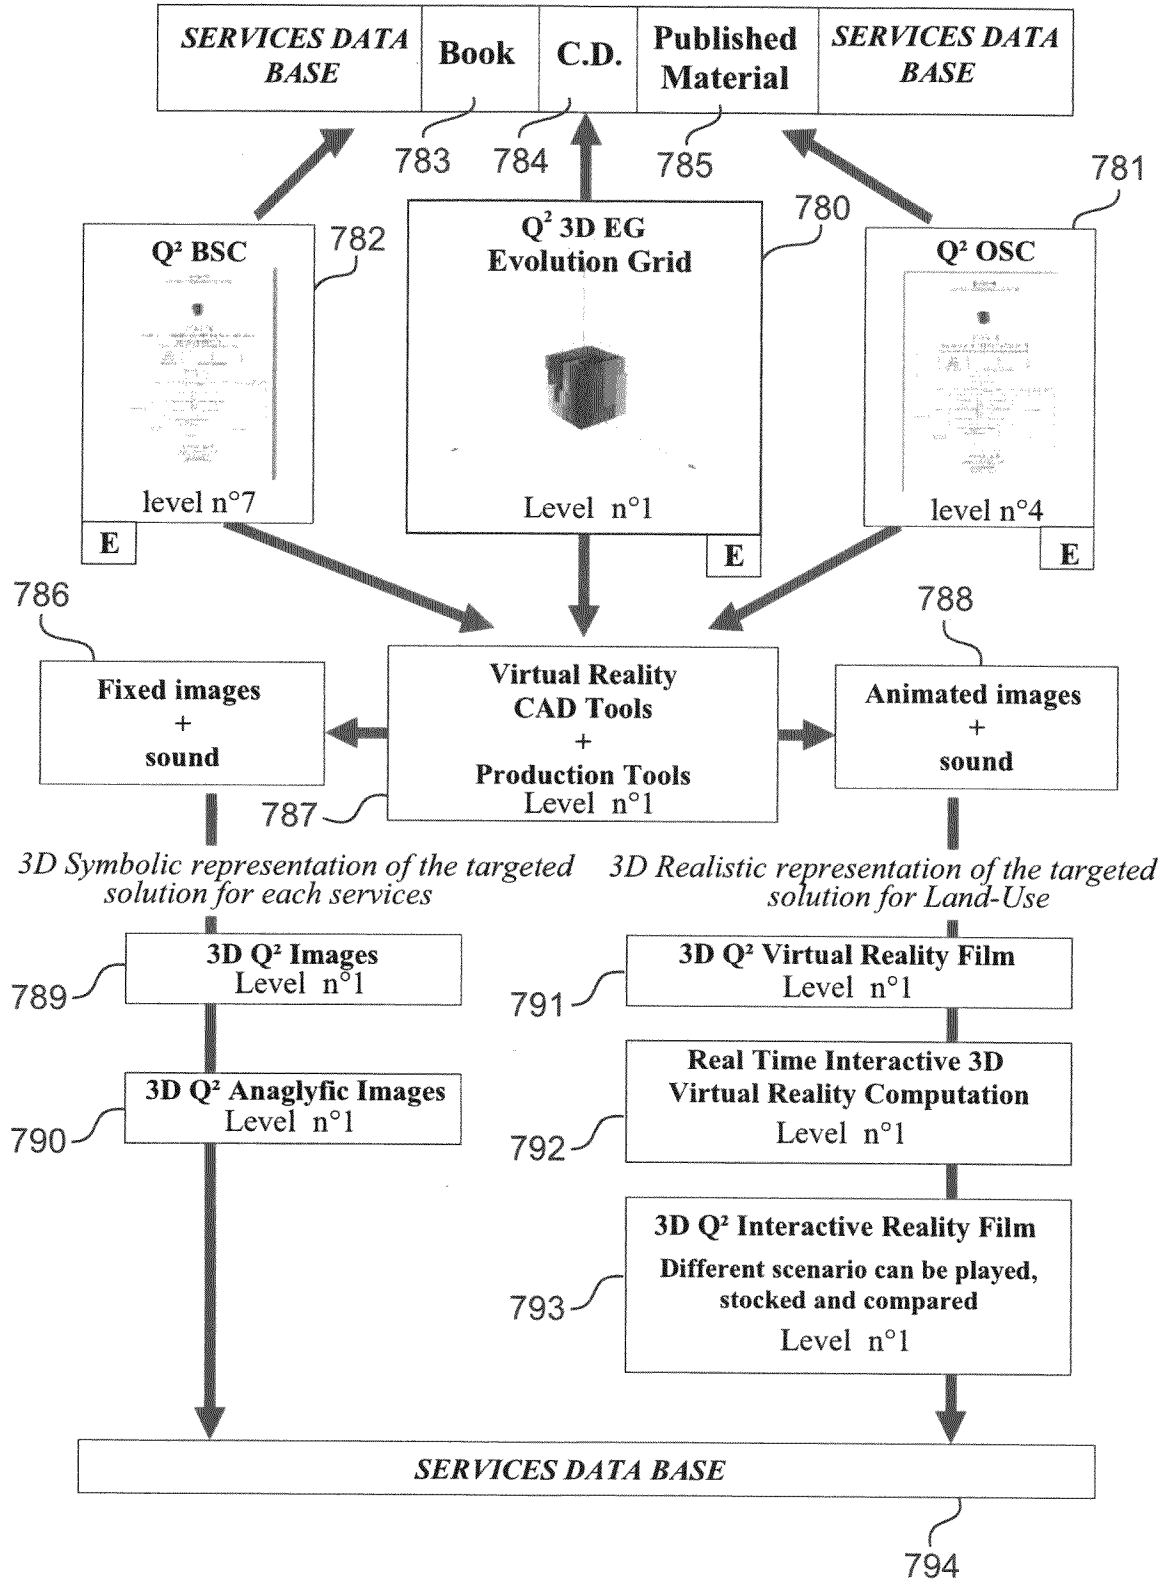 SERVICES DATA
BASE
Book
C.D.
Published
Material
SERVICES DATA
BASE
783
784
785
781
782
780
Q² BSC
level n°7
E
Q² 3D EG
Evolution Grid
Level n°1
E
Q² OSC
level n°4
E
786
788
Fixed images
+
sound
Virtual Reality
CAD Tools
+
Production Tools
Level n°1
Animated images
+
sound
787
3D Symbolic representation of the targeted
solution for each services
3D Realistic representation of the targeted
solution for Land-Use
3D Q² Images
Level n°1
789
3D Q² Anaglyfic Images
Level n°1
790
3D Q² Virtual Reality Film
Level n°1
791
Real Time Interactive 3D
Virtual Reality Computation
Level n°1
792
3D Q² Interactive Reality Film
Different scenario can be played,
stocked and compared
Level n°1
793
SERVICES DATA BASE
794